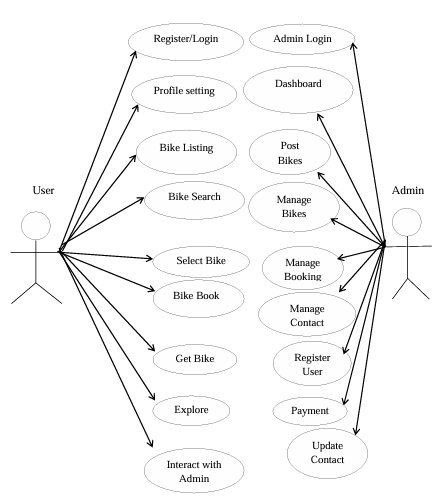 Register/Login
Admin Login
Profile setting
Dashboard
Bike Listing
Post
Bikes
User
Bike Search
Admin
Manage
Bikes
Select Bike
Manage
Booking
Bike Book
Manage
Contact
Get Bike
Register
User
Explore
Payment
Update
Contact
Interact with
Admin